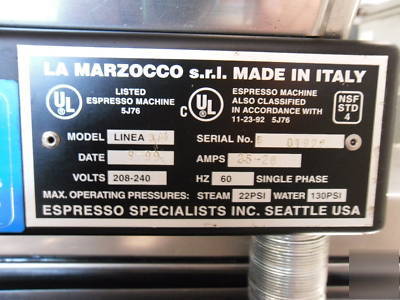 LA MARZOCCO s.r.l. MADE IN ITALY
UL LISTED ESPRESSO MACHINE 5J76
C UL ESPRESSO MACHINE ALSO CLASSIFIED IN ACCORDANCE WITH 11-23-92 5J76
NSF STD 4
MODEL LINEA SERIAL No.
DATE AMPS
VOLTS 208-240 HZ 60 SINGLE PHASE
MAX. OPERATING PRESSURES: STEAM 22PSI WATER 130PSI
ESPRESSO SPECIALISTS INC. SEATTLE USA